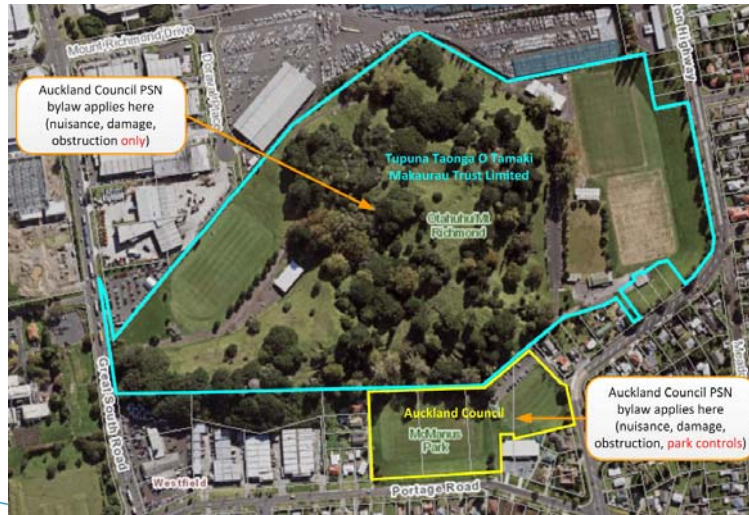 Mount Richmond Drive
Auckland Council PSN
bylaw applies here
(nuisance, damage,
obstruction only)
Tupuna Taonga O Tamaki
Makaurau Trust Limited
Otahuhu/Mt
Richmond
Highway
Great South Road
Auckland Council
McManus
Park
Auckland Council PSN
bylaw applies here
(nuisance, damage,
obstruction, park controls)
Westfield
Portage Road